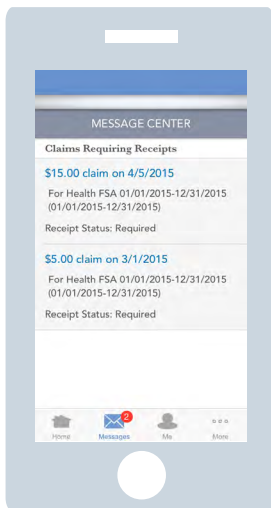 MESSAGE CENTER
Claims Requiring Receipts
$15.00 claim on 4/5/2015
For Health FSA 01/01/2015-12/31/2015
(01/01/2015-12/31/2015)
Receipt Status: Required
$5.00 claim on 3/1/2015
For Health FSA 01/01/2015-12/31/2015
(01/01/2015-12/31/2015)
Receipt Status: Required
2
Home Messages Me More